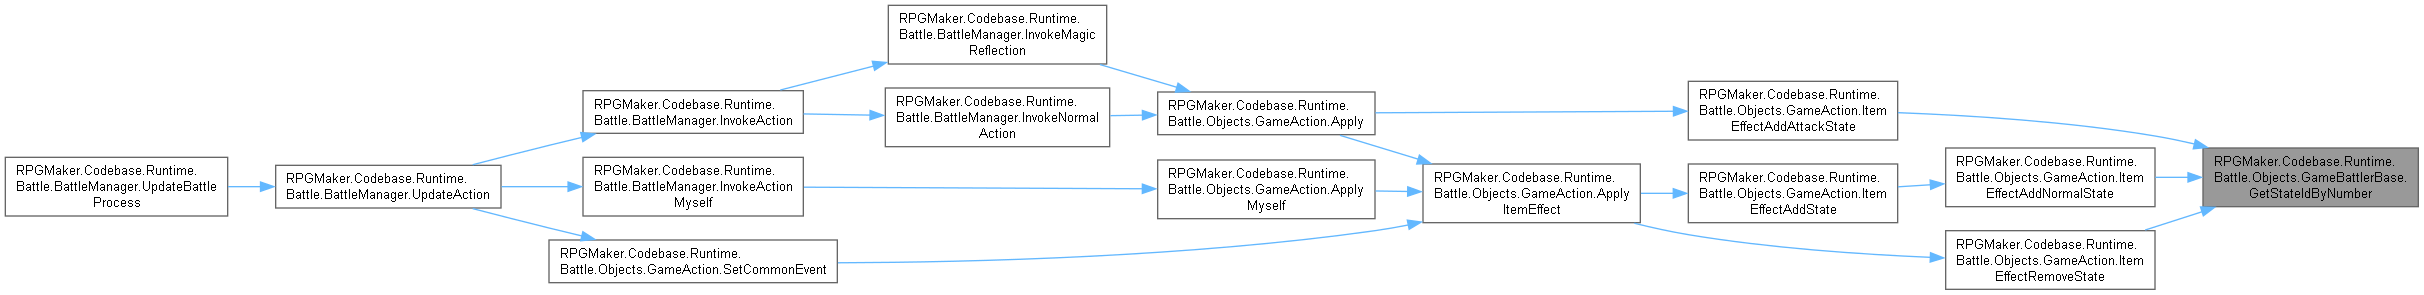 RPGMaker.Codebase.Runtime.
Battle.BattleManager.UpdateBattle
Process
RPGMaker.Codebase.Runtime.
Battle.BattleManager.UpdateAction
RPGMaker.Codebase.Runtime.
Battle.BattleManager.InvokeAction
RPGMaker.Codebase.Runtime.
Battle.BattleManager.InvokeAction
Myself
RPGMaker.Codebase.Runtime.
Battle.Objects.GameAction.SetCommonEvent
RPGMaker.Codebase.Runtime.
Battle.BattleManager.InvokeMagic
Reflection
RPGMaker.Codebase.Runtime.
Battle.BattleManager.InvokeNormal
Action
RPGMaker.Codebase.Runtime.
Battle.Objects.GameAction.Apply
RPGMaker.Codebase.Runtime.
Battle.Objects.GameAction.Apply
Myself
RPGMaker.Codebase.Runtime.
Battle.Objects.GameAction.Apply
ItemEffect
RPGMaker.Codebase.Runtime.
Battle.Objects.GameAction.Item
EffectAddAttackState
RPGMaker.Codebase.Runtime.
Battle.Objects.GameAction.Item
EffectAddState
RPGMaker.Codebase.Runtime.
Battle.Objects.GameAction.Item
EffectAddNormalState
RPGMaker.Codebase.Runtime.
Battle.Objects.GameAction.Item
EffectRemoveState
RPGMaker.Codebase.Runtime.
Battle.Objects.GameBattlerBase.
GetStateIdByNumber